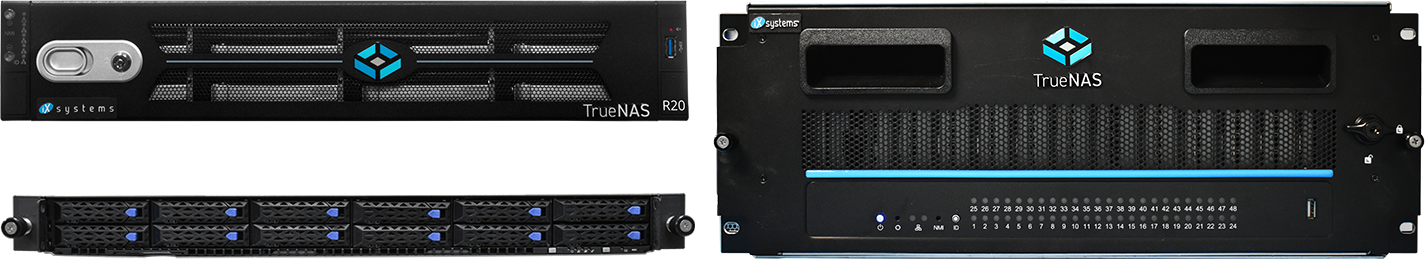 iX systems
TrueNAS
R20
iX systems
TrueNAS
NMI ID
25 26 27 28 29 30 31 32 33 34 35 36 37 38 39 40 41 42 43 44 45 46 47 48
1 2 3 4 5 6 7 8 9 10 11 12 13 14 15 16 17 18 19 20 21 22 23 24